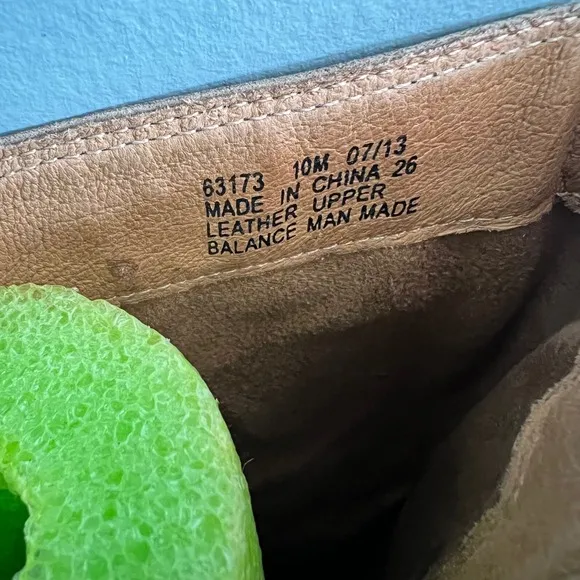 63173 10M 07/13
MADE IN CHINA 26
LEATHER UPPER
BALANCE MAN MADE